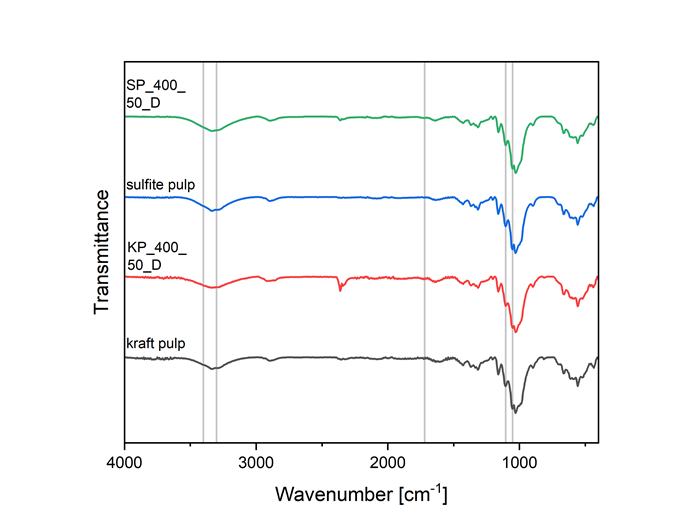 SP_400_
50_D
sulfite pulp
KP_400_
50_D
kraft pulp
Transmittance
4000 3000 2000 1000
Wavenumber [cm⁻¹]